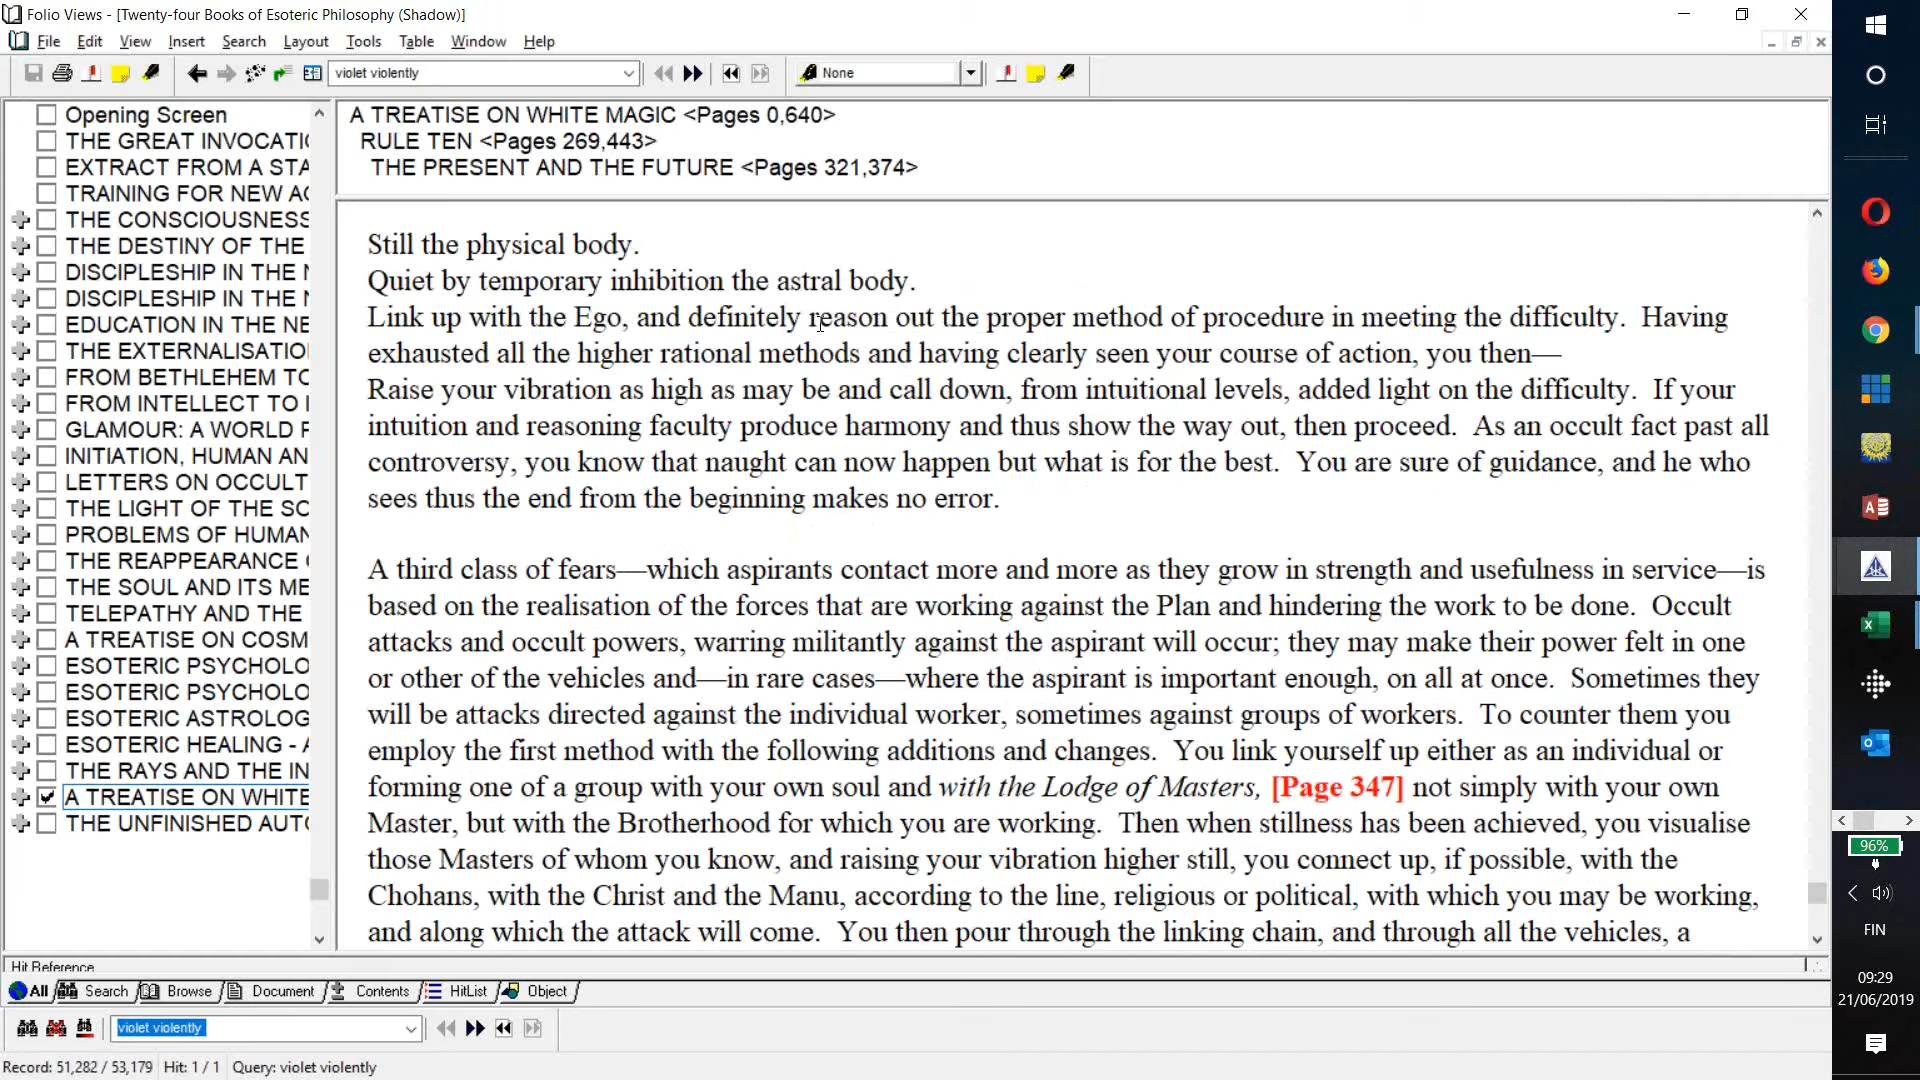 Folio Views - [Twenty-four Books of Esoteric Philosophy (Shadow)]
File Edit View Insert Search Layout Tools Table Window Help
violet violently
None
Opening Screen
THE GREAT INVOCATI
EXTRACT FROM A STA
TRAINING FOR NEW A
THE CONSCIOUSNESS
THE DESTINY OF THE
DISCIPLESHIP IN THE N
DISCIPLESHIP IN THE N
EDUCATION IN THE NE
THE EXTERNALISATIO
FROM BETHLEHEM TO
FROM INTELLECT TO I
GLAMOUR: A WORLD P
INITIATION, HUMAN AN
LETTERS ON OCCULT
THE LIGHT OF THE SO
PROBLEMS OF HUMAN
THE REAPPEARANCE
THE SOUL AND ITS ME
TELEPATHY AND THE
A TREATISE ON COSM
ESOTERIC PSYCHOLO
ESOTERIC PSYCHOLO
ESOTERIC ASTROLOG
ESOTERIC HEALING - A
THE RAYS AND THE IN
A TREATISE ON WHITE
THE UNFINISHED AUTO
A TREATISE ON WHITE MAGIC <Pages 0,640>
RULE TEN <Pages 269,443>
THE PRESENT AND THE FUTURE <Pages 321,374>
Still the physical body.
Quiet by temporary inhibition the astral body.
Link up with the Ego, and definitely reason out the proper method of procedure in meeting the difficulty. Having
exhausted all the higher rational methods and having clearly seen your course of action, you then—
Raise your vibration as high as may be and call down, from intuitional levels, added light on the difficulty. If your
intuition and reasoning faculty produce harmony and thus show the way out, then proceed. As an occult fact past all
controversy, you know that naught can now happen but what is for the best. You are sure of guidance, and he who
sees thus the end from the beginning makes no error.
A third class of fears—which aspirants contact more and more as they grow in strength and usefulness in service—is
based on the realisation of the forces that are working against the Plan and hindering the work to be done. Occult
attacks and occult powers, warring militantly against the aspirant will occur; they may make their power felt in one
or other of the vehicles and—in rare cases—where the aspirant is important enough, on all at once. Sometimes they
will be attacks directed against the individual worker, sometimes against groups of workers. To counter them you
employ the first method with the following additions and changes. You link yourself up either as an individual or
forming one of a group with your own soul and with the Lodge of Masters, [Page 347] not simply with your own
Master, but with the Brotherhood for which you are working. Then when stillness has been achieved, you visualise
those Masters of whom you know, and raising your vibration higher still, you connect up, if possible, with the
Chohans, with the Christ and the Manu, according to the line, religious or political, with which you may be working,
and along which the attack will come. You then pour through the linking chain, and through all the vehicles, a
Hit Reference
All Search Browse Document Contents HitList Object
violet violently
Record: 51,282 / 53,179 Hit: 1 / 1 Query: violet violently
96%
FIN
09:29
21/06/2019